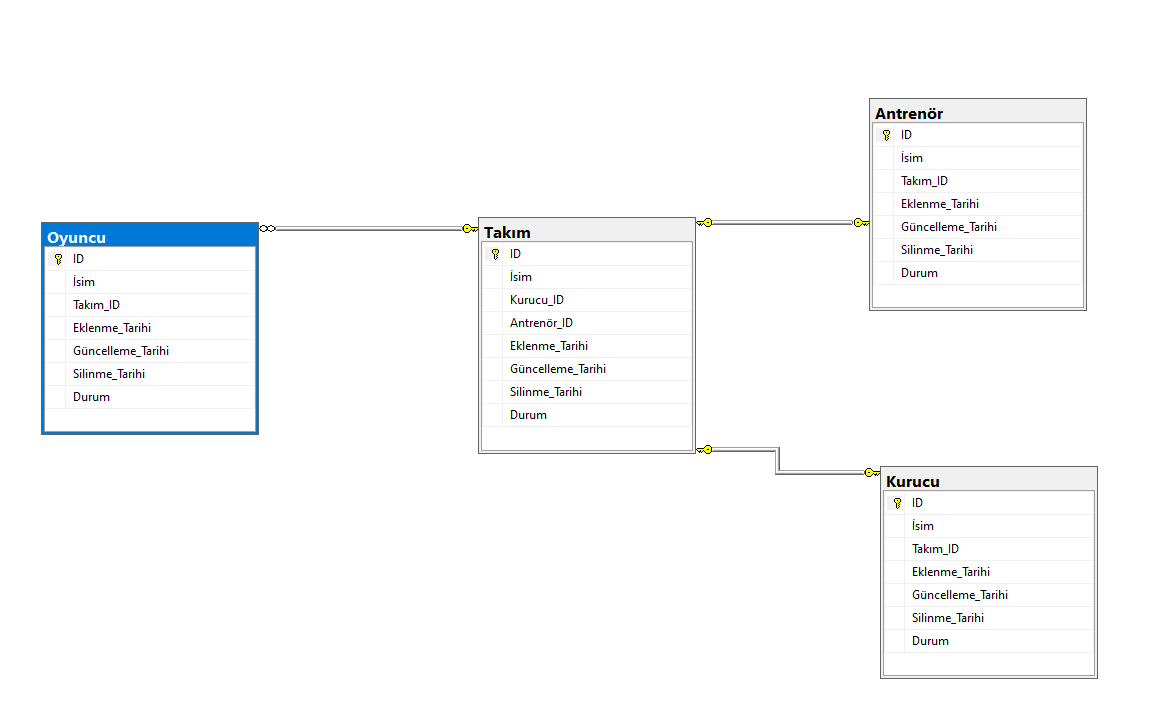 Oyuncu
ID
İsim
Takım_ID
Eklenme_Tarihi
Güncelleme_Tarihi
Silinme_Tarihi
Durum
Takım
ID
İsim
Kurucu_ID
Antrenör_ID
Eklenme_Tarihi
Güncelleme_Tarihi
Silinme_Tarihi
Durum
Antrenör
ID
İsim
Takım_ID
Eklenme_Tarihi
Güncelleme_Tarihi
Silinme_Tarihi
Durum
Kurucu
ID
İsim
Takım_ID
Eklenme_Tarihi
Güncelleme_Tarihi
Silinme_Tarihi
Durum